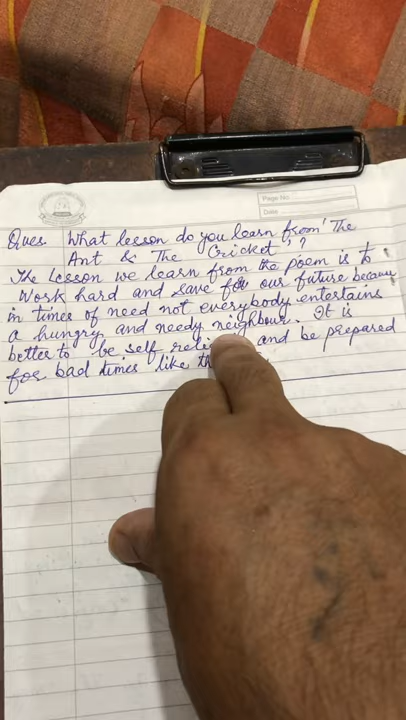 Page No.
Date
Ques. What lesson do you learn from 'The
Ant & The Cricket'?
The Lesson we learn from the poem is to
work hard and save for our future because
in times of need not everybody entertains
a hungry and needy neighbour. It is
better to be self reli and be prepared
for bad times like th